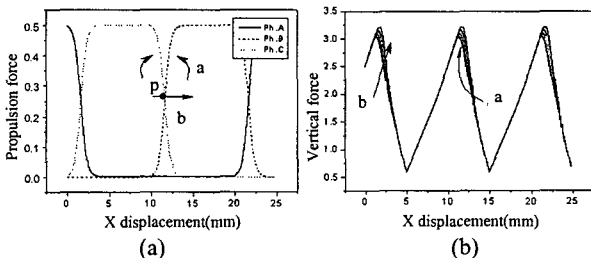 Ph.A
Ph.B
Ph.C
Propulsion force
0.5
0.4
0.3
0.2
0.1
0.0
a
p
b
0
5
10
15
20
25
X displacement(mm)
(a)
Vertical force
3.5
3.0
2.5
2.0
1.5
1.0
0.5
b
a
0
5
10
15
20
25
X displacement(mm)
(b)